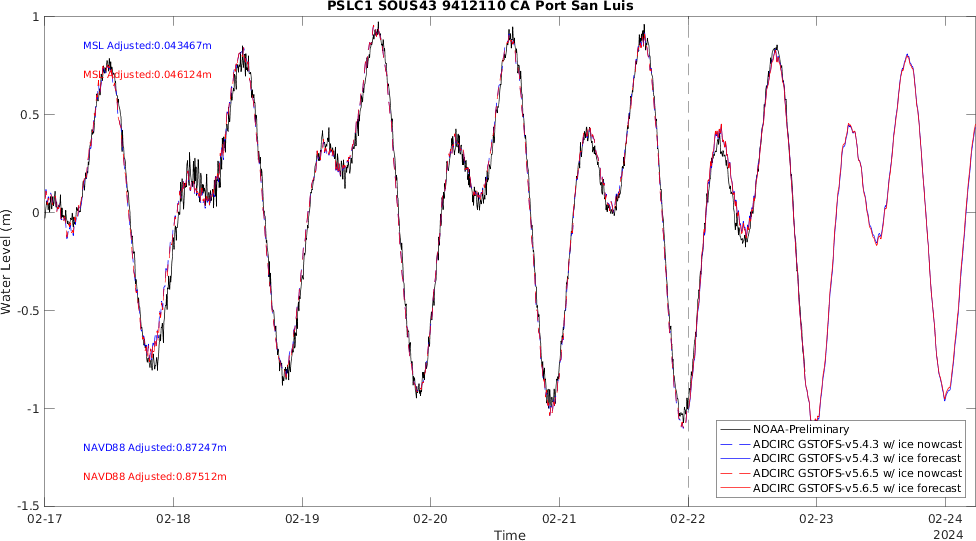 PSLC1 SOUS43 9412110 CA Port San Luis
1
0.5
0
-0.5
-1
-1.5
Water Level (m)
MSL Adjusted:0.043467m
MSL Adjusted:0.046124m
NAVD88 Adjusted:0.87247m
NAVD88 Adjusted:0.87512m
NOAA-Preliminary
ADCIRC GSTOFS-v5.4.3 w/ ice nowcast
ADCIRC GSTOFS-v5.4.3 w/ ice forecast
ADCIRC GSTOFS-v5.6.5 w/ ice nowcast
ADCIRC GSTOFS-v5.6.5 w/ ice forecast
02-17 02-18 02-19 02-20 02-21 02-22 02-23 02-24
2024
Time